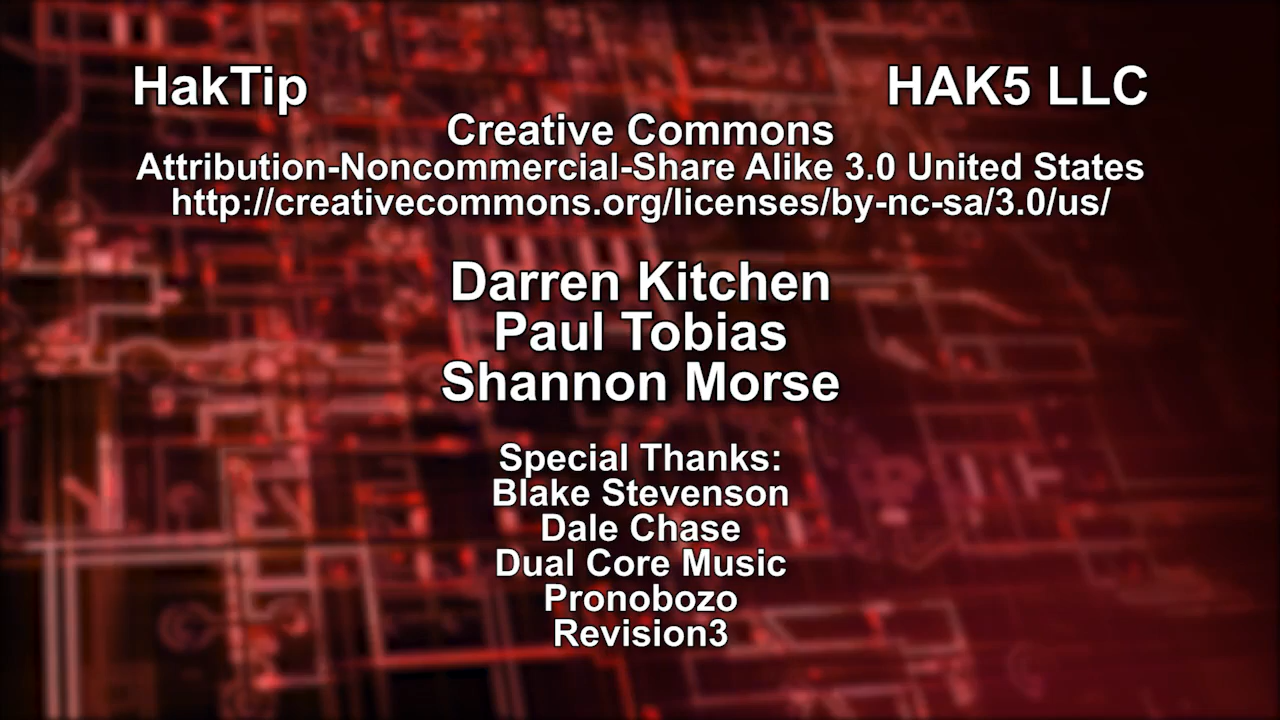 HakTip HAK5 LLC
Creative Commons
Attribution-Noncommercial-Share Alike 3.0 United States
http://creativecommons.org/licenses/by-nc-sa/3.0/us/
Darren Kitchen
Paul Tobias
Shannon Morse
Special Thanks:
Blake Stevenson
Dale Chase
Dual Core Music
Pronobozo
Revision3